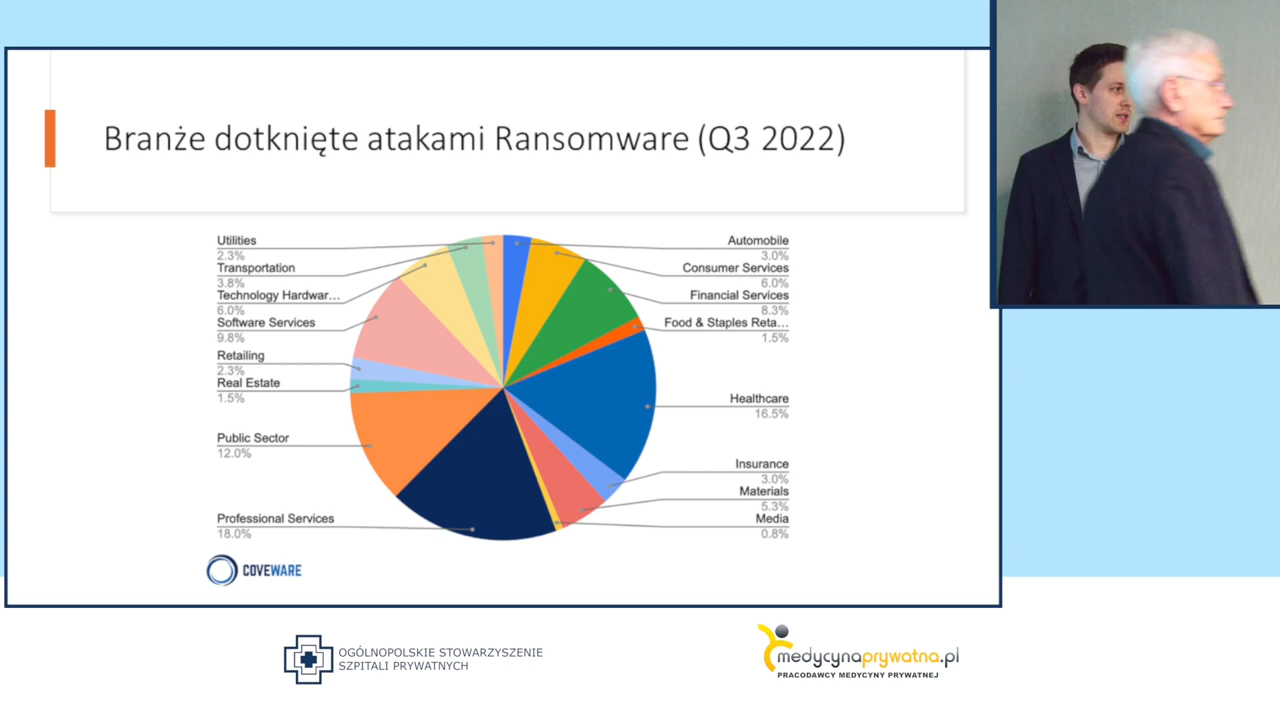 Branże dotknięte atakami Ransomware (Q3 2022)
Utilities
2.3%
Transportation
3.8%
Technology Hardwar...
6.0%
Software Services
9.8%
Retailing
2.3%
Real Estate
1.5%
Public Sector
12.0%
Professional Services
18.0%
Automobile
3.0%
Consumer Services
6.0%
Financial Services
8.3%
Food & Staples Reta...
1.5%
Healthcare
16.5%
Insurance
3.0%
Materials
5.3%
Media
0.8%
COVEWARE
OGÓLNOPOLSKIE STOWARZYSZENIE
SZPITALI PRYWATNYCH
medycynaprywatna.pl
PRACODAWCY MEDYCYNY PRYWATNEJ